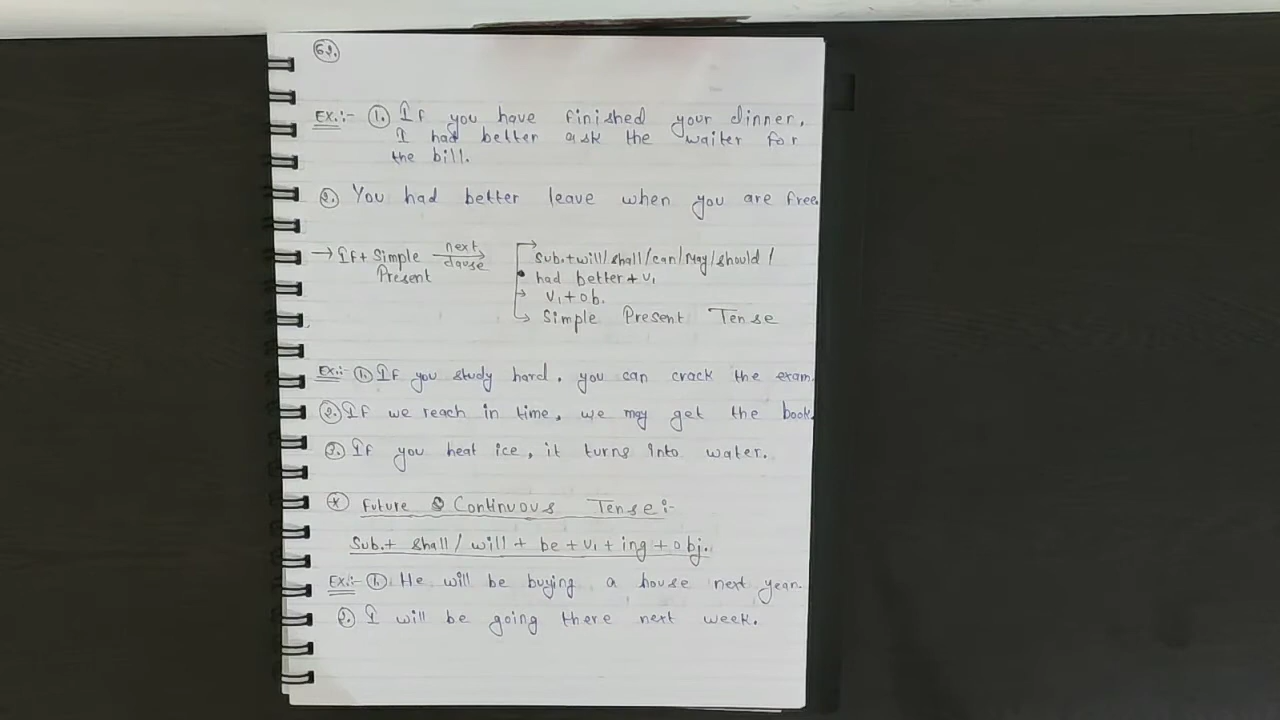 62.
Ex.:- 1. If you have finished your dinner,
I had better ask the waiter for
the bill.
2. You had better leave when you are free.
→ If + Simple Present next clause → Sub. + will / shall / can / may / should /
had better + V1
→ V1 + ob.
→ Simple Present Tense
Ex.:- 1. If you study hard, you can crack the exam.
2. If we reach in time, we may get the book.
3. If you heat ice, it turns into water.
* Future Continuous Tense :-
Sub. + shall / will + be + V1 + ing + obj.
Ex.:- 1. He will be buying a house next year.
2. I will be going there next week.